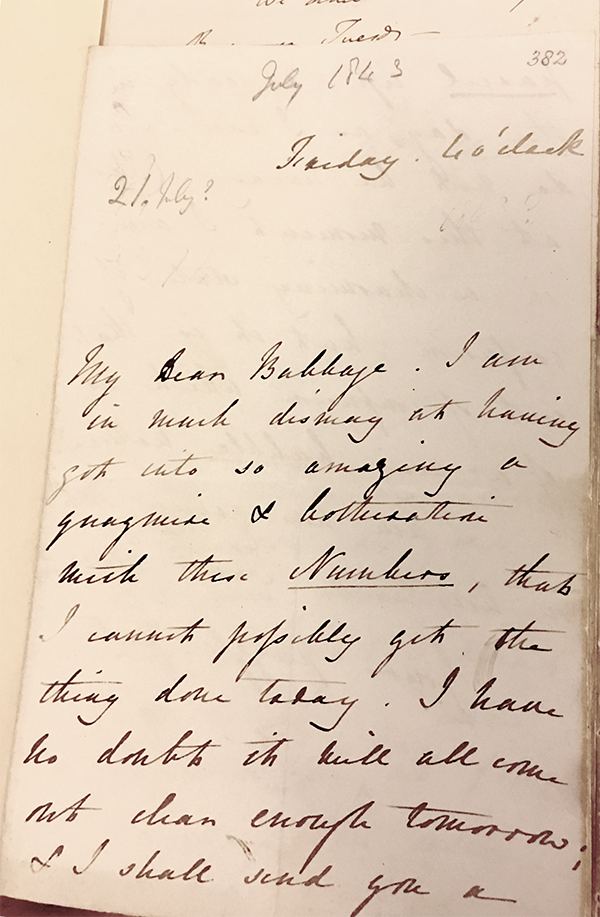 Tuesd
July 1843
382
Friday. 4 o'clock
21. July?
My Dear Babbage. I am
in much dismay at having
got into so amazing a
quagmire & botheration
with these Numbers, that
I cannot possibly get the
thing done today. I have
no doubt it will all come
out clear enough tomorrow;
& I shall send you a